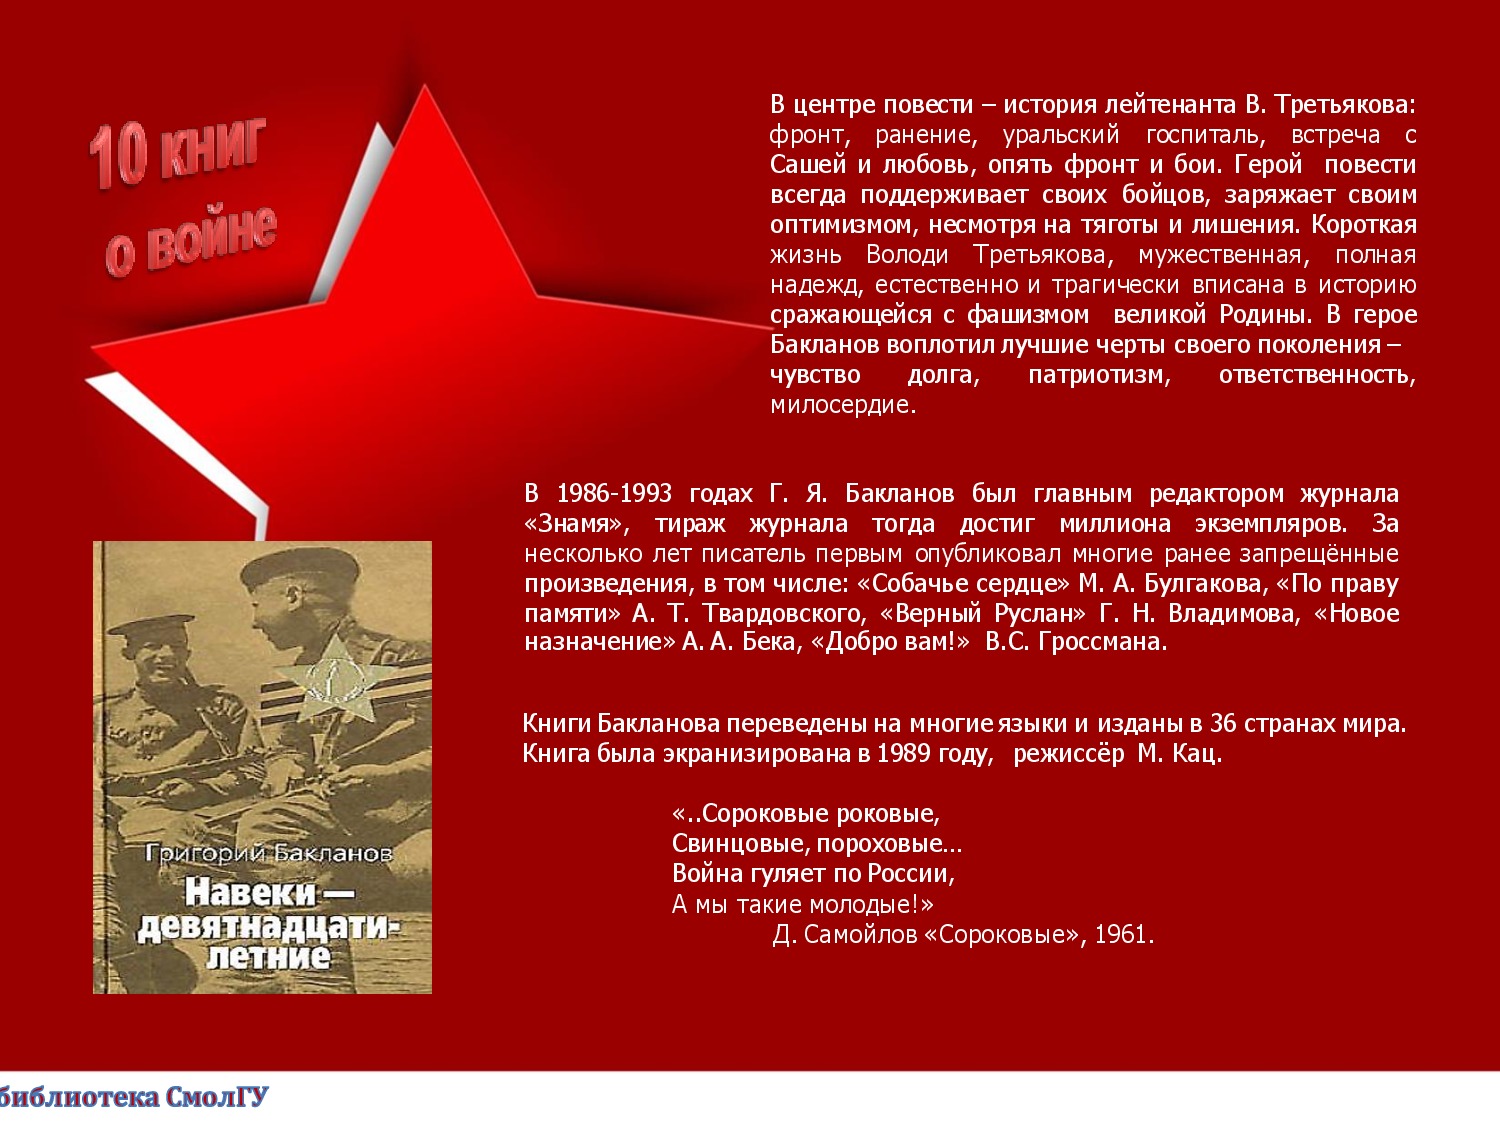 10 книг
о войне
В центре повести – история лейтенанта В. Третьякова:
фронт, ранение, уральский госпиталь, встреча с
Сашей и любовь, опять фронт и бои. Герой повести
всегда поддерживает своих бойцов, заряжает своим
оптимизмом, несмотря на тяготы и лишения. Короткая
жизнь Володи Третьякова, мужественная, полная
надежд, естественно и трагически вписана в историю
сражающейся с фашизмом великой Родины. В герое
Бакланов воплотил лучшие черты своего поколения –
чувство долга, патриотизм, ответственность,
милосердие.
В 1986-1993 годах Г. Я. Бакланов был главным редактором журнала
«Знамя», тираж журнала тогда достиг миллиона экземпляров. За
несколько лет писатель первым опубликовал многие ранее запрещённые
произведения, в том числе: «Собачье сердце» М. А. Булгакова, «По праву
памяти» А. Т. Твардовского, «Верный Руслан» Г. Н. Владимова, «Новое
назначение» А. А. Бека, «Добро вам!» В.С. Гроссмана.
Книги Бакланова переведены на многие языки и изданы в 36 странах мира.
Книга была экранизирована в 1989 году, режиссёр М. Кац.
«..Сороковые роковые,
Свинцовые, пороховые…
Война гуляет по России,
А мы такие молодые!»
Д. Самойлов «Сороковые», 1961.
Григорий Бакланов
Навеки —
девятнадцати-
летние
библиотека СмолГУ